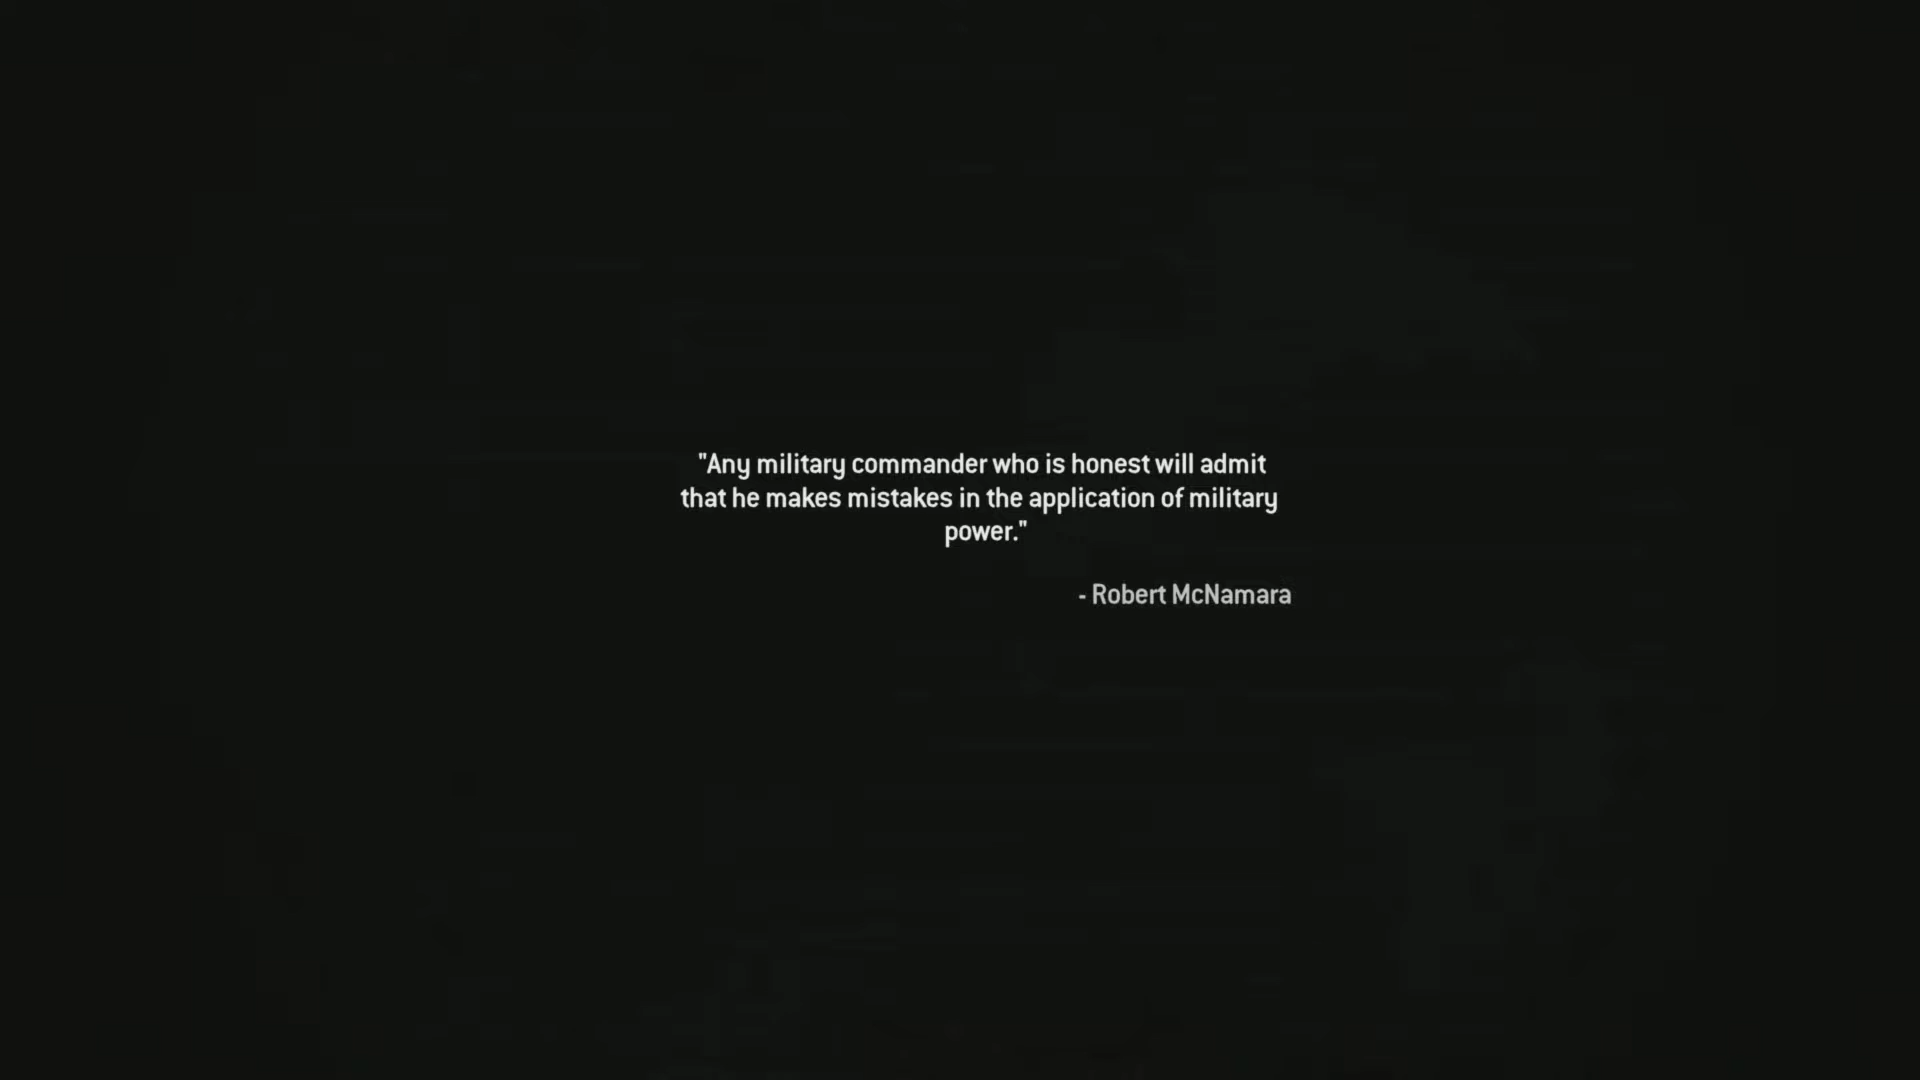 "Any military commander who is honest will admit
that he makes mistakes in the application of military
power."
- Robert McNamara